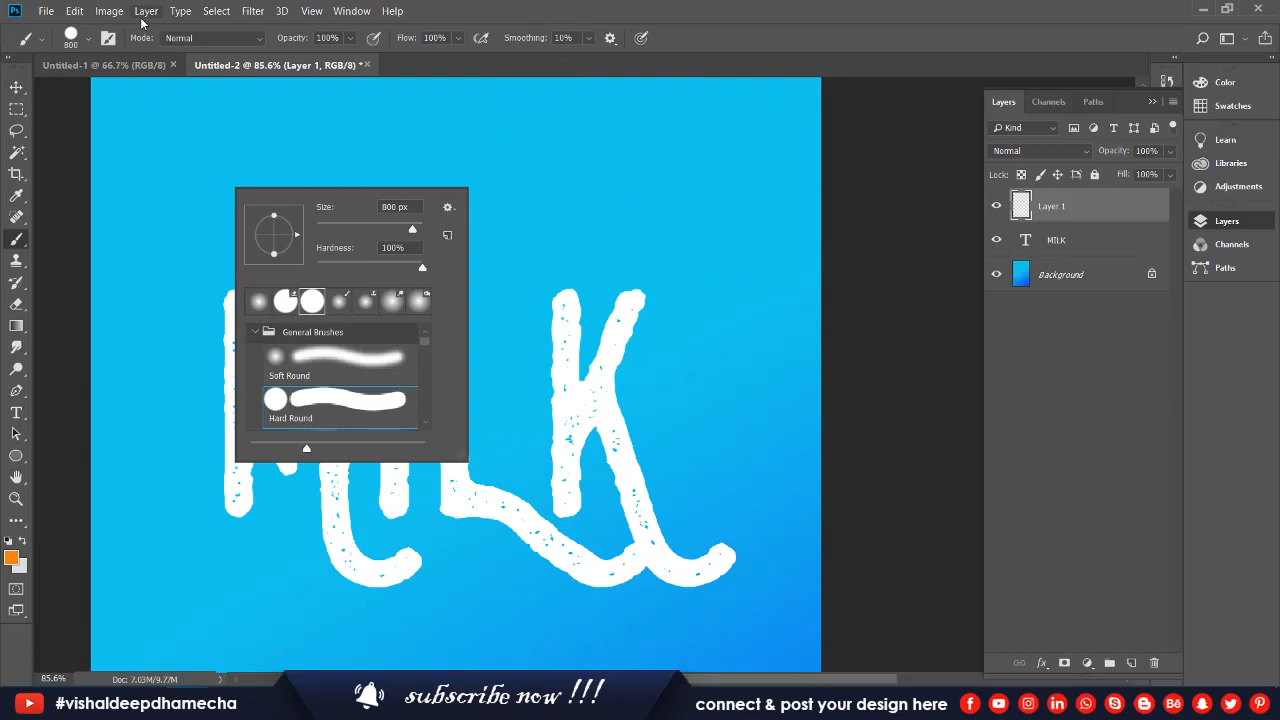 Ps File Edit Image Layer Type Select Filter 3D View Window Help
800 Mode: Normal Opacity: 100% Flow: 100% Smoothing: 10%
Untitled-1 @ 66.7% (RGB/8) × Untitled-2 @ 85.6% (Layer 1, RGB/8) * ×
Color
Swatches
Learn
Libraries
Adjustments
Layers
Channels
Paths
Layers Channels Paths
Kind
Normal Opacity: 100%
Lock: Fill: 100%
Layer 1
T MILK
Background
Size: 800 px
Hardness: 100%
General Brushes
Soft Round
Hard Round
K
85.6% Doc: 7.03M/9.77M
#vishaldeepdhamecha
subscribe now !!!
connect & post your design here